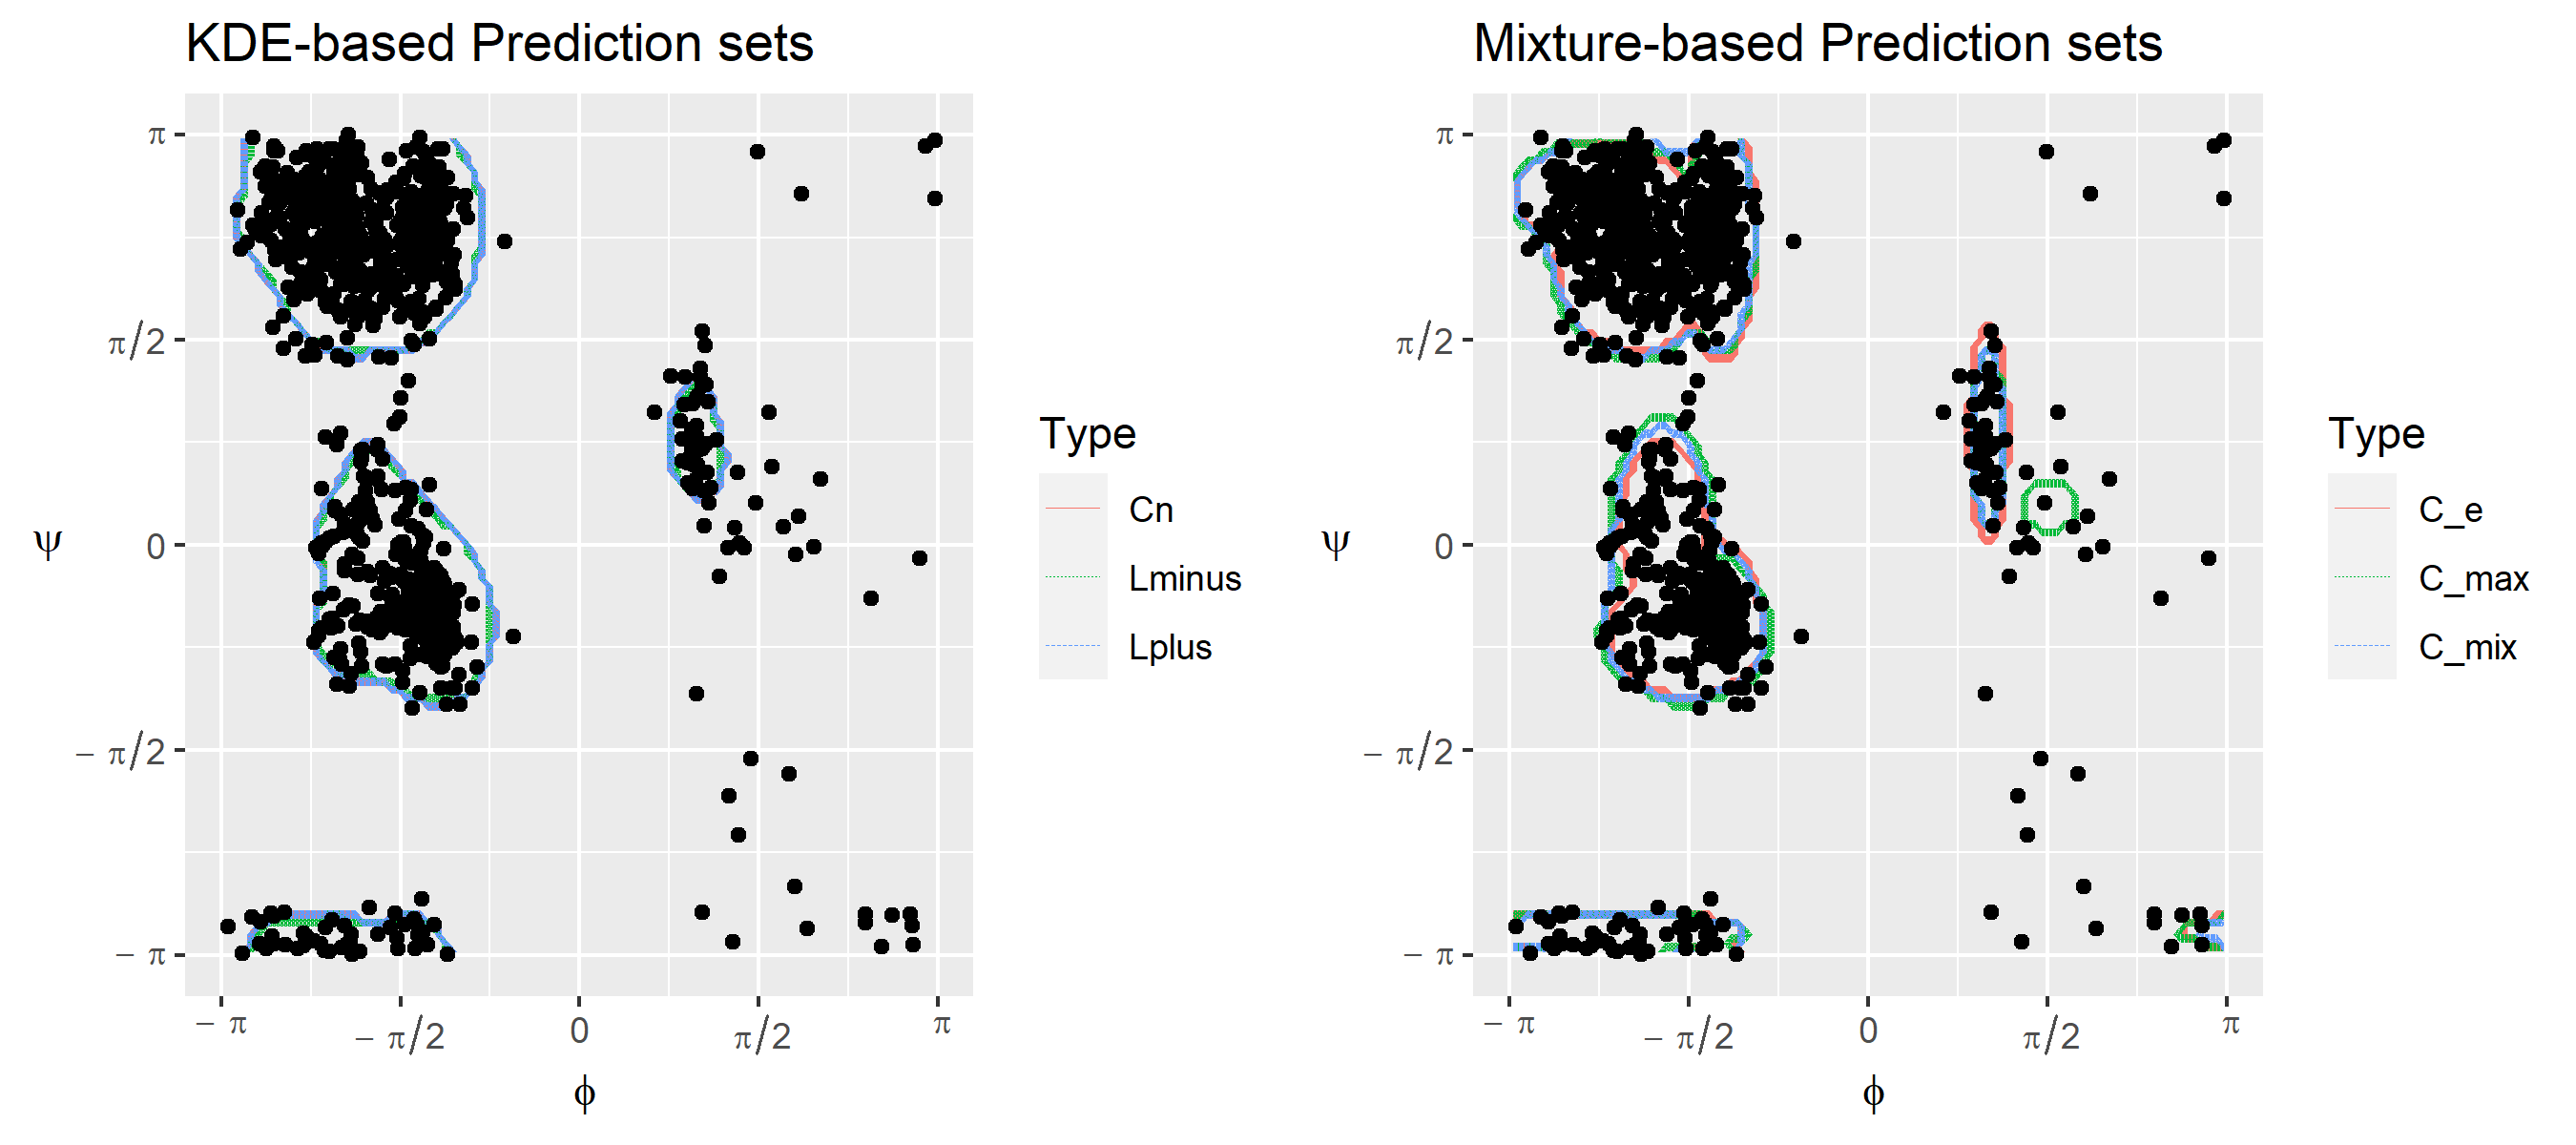 KDE-based Prediction sets
π
π/2
0
− π/2
− π
ψ
− π
− π/2
0
π/2
π
ϕ
Type
Cn
Lminus
Lplus
Mixture-based Prediction sets
π
π/2
0
− π/2
− π
ψ
− π
− π/2
0
π/2
π
ϕ
Type
C_e
C_max
C_mix